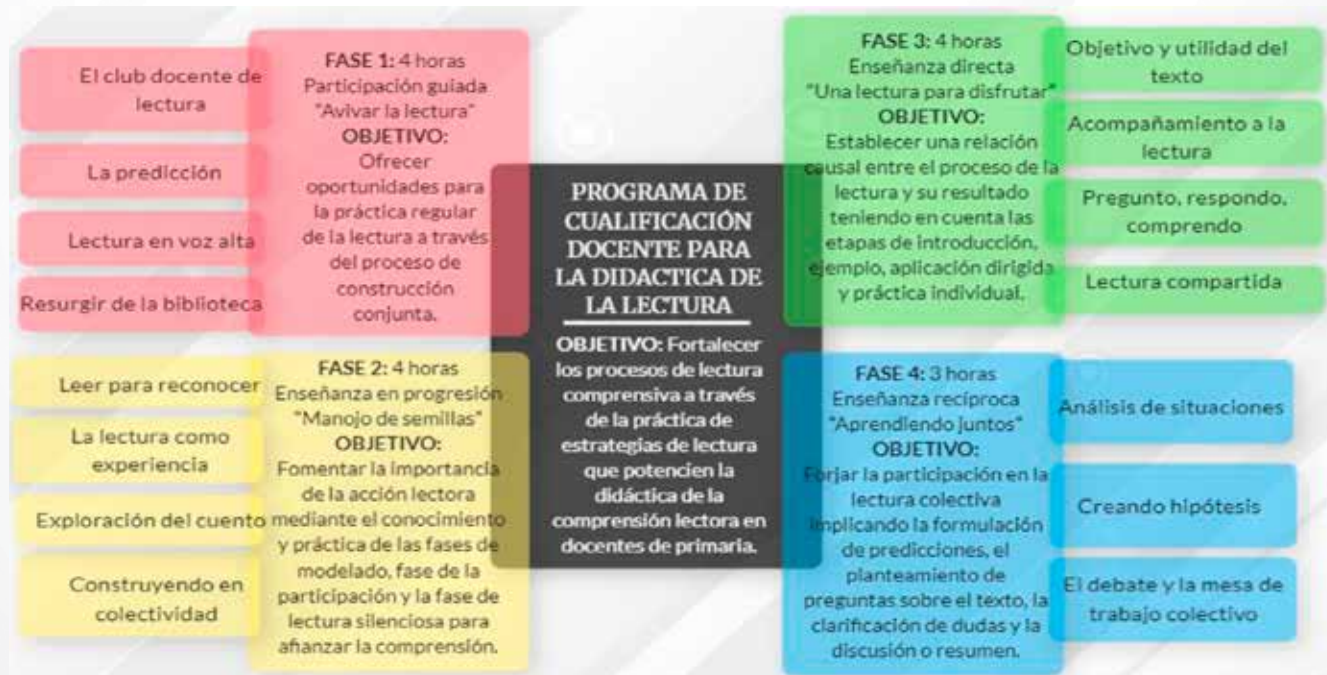 El club docente de
lectura
La predicción
Lectura en voz alta
Resurgir de la biblioteca
FASE 1: 4 horas
Participación guiada
"Avivar la lectura"
OBJETIVO:
Ofrecer
oportunidades para
la práctica regular
de la lectura a través
del proceso de
construcción
conjunta.
Leer para reconocer
La lectura como
experiencia
Exploración del cuento
Construyendo en
colectividad
FASE 2: 4 horas
Enseñanza en progresión
"Manojo de semillas"
OBJETIVO:
Fomentar la importancia
de la acción lectora
mediante el conocimiento
y práctica de las fases de
modelado, fase de la
participación y la fase de
lectura silenciosa para
afianzar la comprensión.
PROGRAMA DE
CUALIFICACIÓN
DOCENTE PARA
LA DIDACTICA DE
LA LECTURA
OBJETIVO: Fortalecer
los procesos de lectura
comprensiva a través
de la práctica de
estrategias de lectura
que potencien la
didáctica de la
comprensión lectora en
docentes de primaria.
FASE 3: 4 horas
Enseñanza directa
"Una lectura para disfrutar"
OBJETIVO:
Establecer una relación
causal entre el proceso de la
lectura y su resultado
teniendo en cuenta las
etapas de introducción,
ejemplo, aplicación dirigida
y práctica individual.
Objetivo y utilidad del
texto
Acompañamiento a la
lectura
Pregunto, respondo,
comprendo
Lectura compartida
FASE 4: 3 horas
Enseñanza recíproca
"Aprendiendo juntos"
OBJETIVO:
Forjar la participación en la
lectura colectiva
implicando la formulación
de predicciones, el
planteamiento de
preguntas sobre el texto, la
clarificación de dudas y la
discusión o resumen.
Análisis de situaciones
Creando hipótesis
El debate y la mesa de
trabajo colectivo